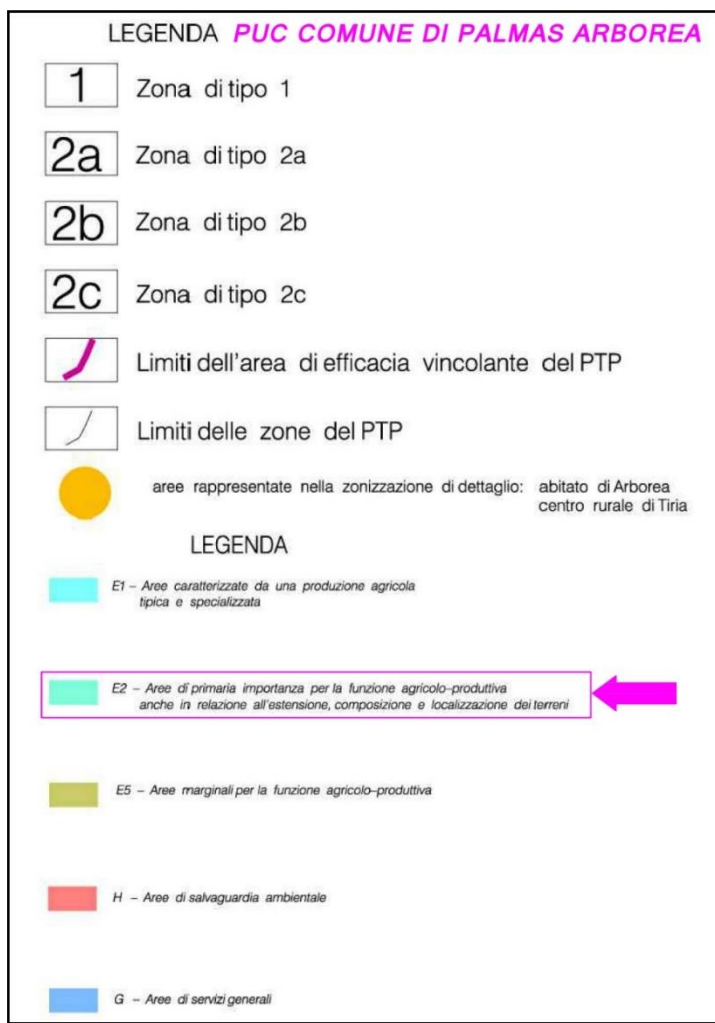 LEGENDA PUC COMUNE DI PALMAS ARBOREA
1 Zona di tipo 1
2a Zona di tipo 2a
2b Zona di tipo 2b
2c Zona di tipo 2c
Limiti dell'area di efficacia vincolante del PTP
Limiti delle zone del PTP
aree rappresentate nella zonizzazione di dettaglio: abitato di Arborea
centro rurale di Tiria
LEGENDA
E1 – Aree caratterizzate da una produzione agricola
tipica e specializzata
E2 – Aree di primaria importanza per la funzione agricolo–produttiva
anche in relazione all'estensione, composizione e localizzazione dei terreni
E5 – Aree marginali per la funzione agricolo–produttiva
H – Aree di salvaguardia ambientale
G – Aree di servizi generali